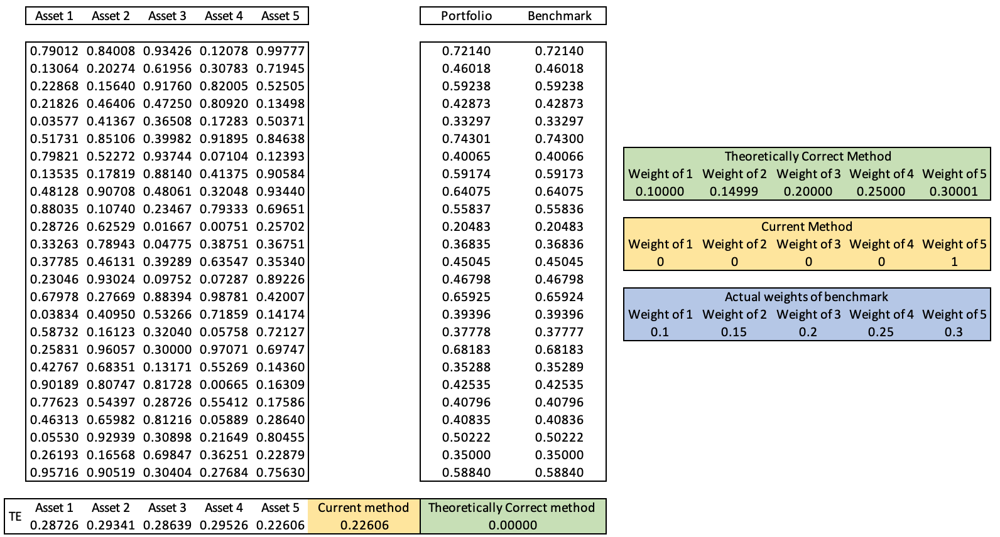 Asset 1 Asset 2 Asset 3 Asset 4 Asset 5 Portfolio Benchmark
0.79012 0.84008 0.93426 0.12078 0.99777 0.72140 0.72140
0.13064 0.20274 0.61956 0.30783 0.71945 0.46018 0.46018
0.22868 0.15640 0.91760 0.82005 0.52505 0.59238 0.59238
0.21826 0.46406 0.47250 0.80920 0.13498 0.42873 0.42873
0.03577 0.41367 0.36508 0.17283 0.50371 0.33297 0.33297
0.51731 0.85106 0.39982 0.91895 0.84638 0.74301 0.74300
0.79821 0.52272 0.93744 0.07104 0.12393 0.40065 0.40066 Theoretically Correct Method
0.13535 0.17819 0.88140 0.41375 0.90584 0.59174 0.59173 Weight of 1 Weight of 2 Weight of 3 Weight of 4 Weight of 5
0.48128 0.90708 0.48061 0.32048 0.93440 0.64075 0.64075 0.10000 0.14999 0.20000 0.25000 0.30001
0.88035 0.10740 0.23467 0.79333 0.69651 0.55837 0.55836
0.28726 0.62529 0.01667 0.00751 0.25702 0.20483 0.20483 Current Method
0.33263 0.78943 0.04775 0.38751 0.36751 0.36835 0.36836 Weight of 1 Weight of 2 Weight of 3 Weight of 4 Weight of 5
0.37785 0.46131 0.39289 0.63547 0.35340 0.45045 0.45045 0 0 0 0 1
0.23046 0.93024 0.09752 0.07287 0.89226 0.46798 0.46798
0.67978 0.27669 0.88394 0.98781 0.42007 0.65925 0.65924 Actual weights of benchmark
0.03834 0.40950 0.53266 0.71859 0.14174 0.39396 0.39396 Weight of 1 Weight of 2 Weight of 3 Weight of 4 Weight of 5
0.58732 0.16123 0.32040 0.05758 0.72127 0.37778 0.37777 0.1 0.15 0.2 0.25 0.3
0.25831 0.96057 0.30000 0.97071 0.69747 0.68183 0.68183
0.42767 0.68351 0.13171 0.55269 0.14360 0.35288 0.35289
0.90189 0.80747 0.81728 0.00665 0.16309 0.42535 0.42535
0.77623 0.54397 0.28726 0.55412 0.17586 0.40796 0.40796
0.46313 0.65982 0.81216 0.05889 0.28640 0.40835 0.40836
0.05530 0.92939 0.30898 0.21649 0.80455 0.50222 0.50222
0.26193 0.16568 0.69847 0.36251 0.22879 0.35000 0.35000
0.95716 0.90519 0.30404 0.27684 0.75630 0.58840 0.58840
Asset 1 Asset 2 Asset 3 Asset 4 Asset 5 Current method Theoretically Correct method
TE
0.28726 0.29341 0.28639 0.29526 0.22606 0.22606 0.00000